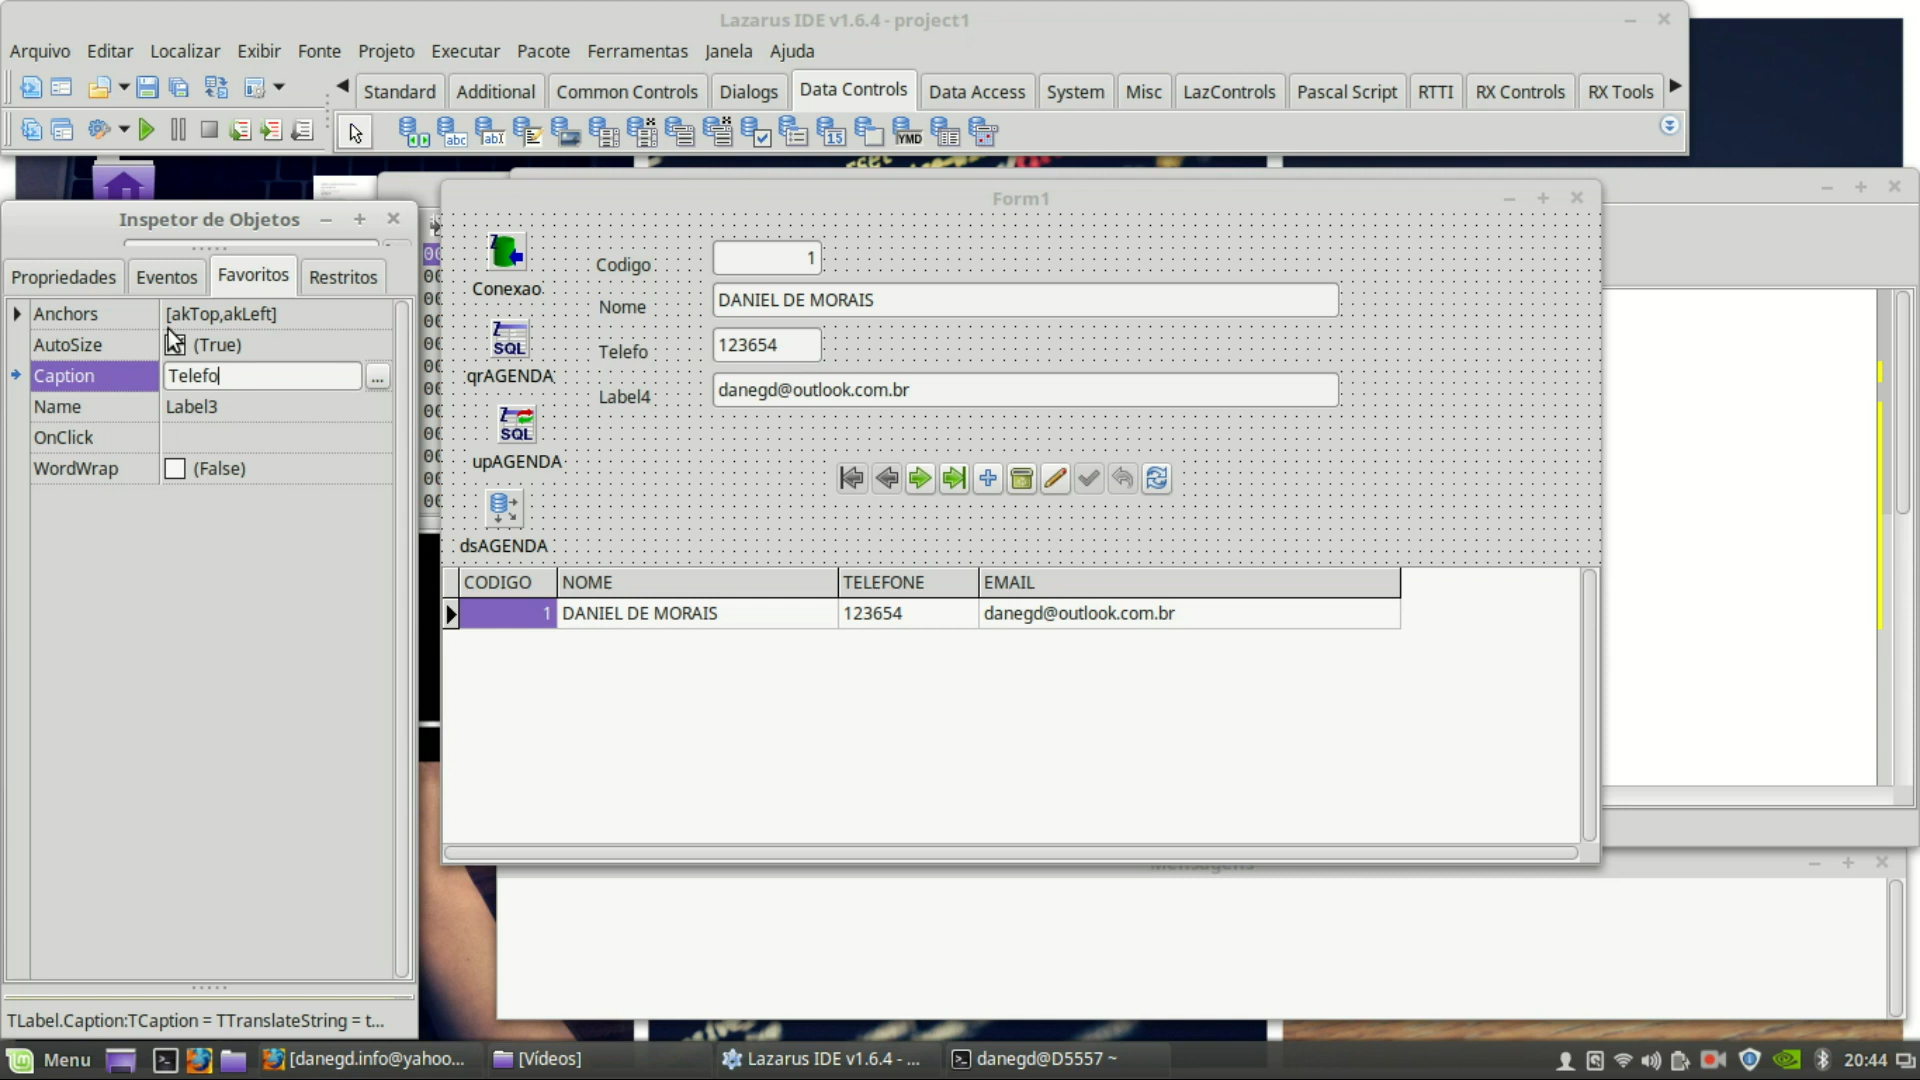 Lazarus IDE v1.6.4 - project1
Arquivo Editar Localizar Exibir Fonte Projeto Executar Pacote Ferramentas Janela Ajuda
Standard Additional Common Controls Dialogs Data Controls Data Access System Misc LazControls Pascal Script RTTI RX Controls RX Tools
Form1
Inspetor de Objetos
Propriedades Eventos Favoritos Restritos
Anchors [akTop,akLeft]
AutoSize (True)
Caption Telefo ...
Name Label3
OnClick
WordWrap (False)
TLabel.Caption:TCaption = TTranslateString = t...
Conexao
SQL
qrAGENDA
SQL
upAGENDA
dsAGENDA
Codigo 1
Nome DANIEL DE MORAIS
Telefo 123654
Label4 danegd@outlook.com.br
CODIGO NOME TELEFONE EMAIL
1 DANIEL DE MORAIS 123654 danegd@outlook.com.br
Mensagens
Menu [danegd.info@yahoo... [Vídeos] Lazarus IDE v1.6.4 - ... danegd@D5557 ~ 20:44